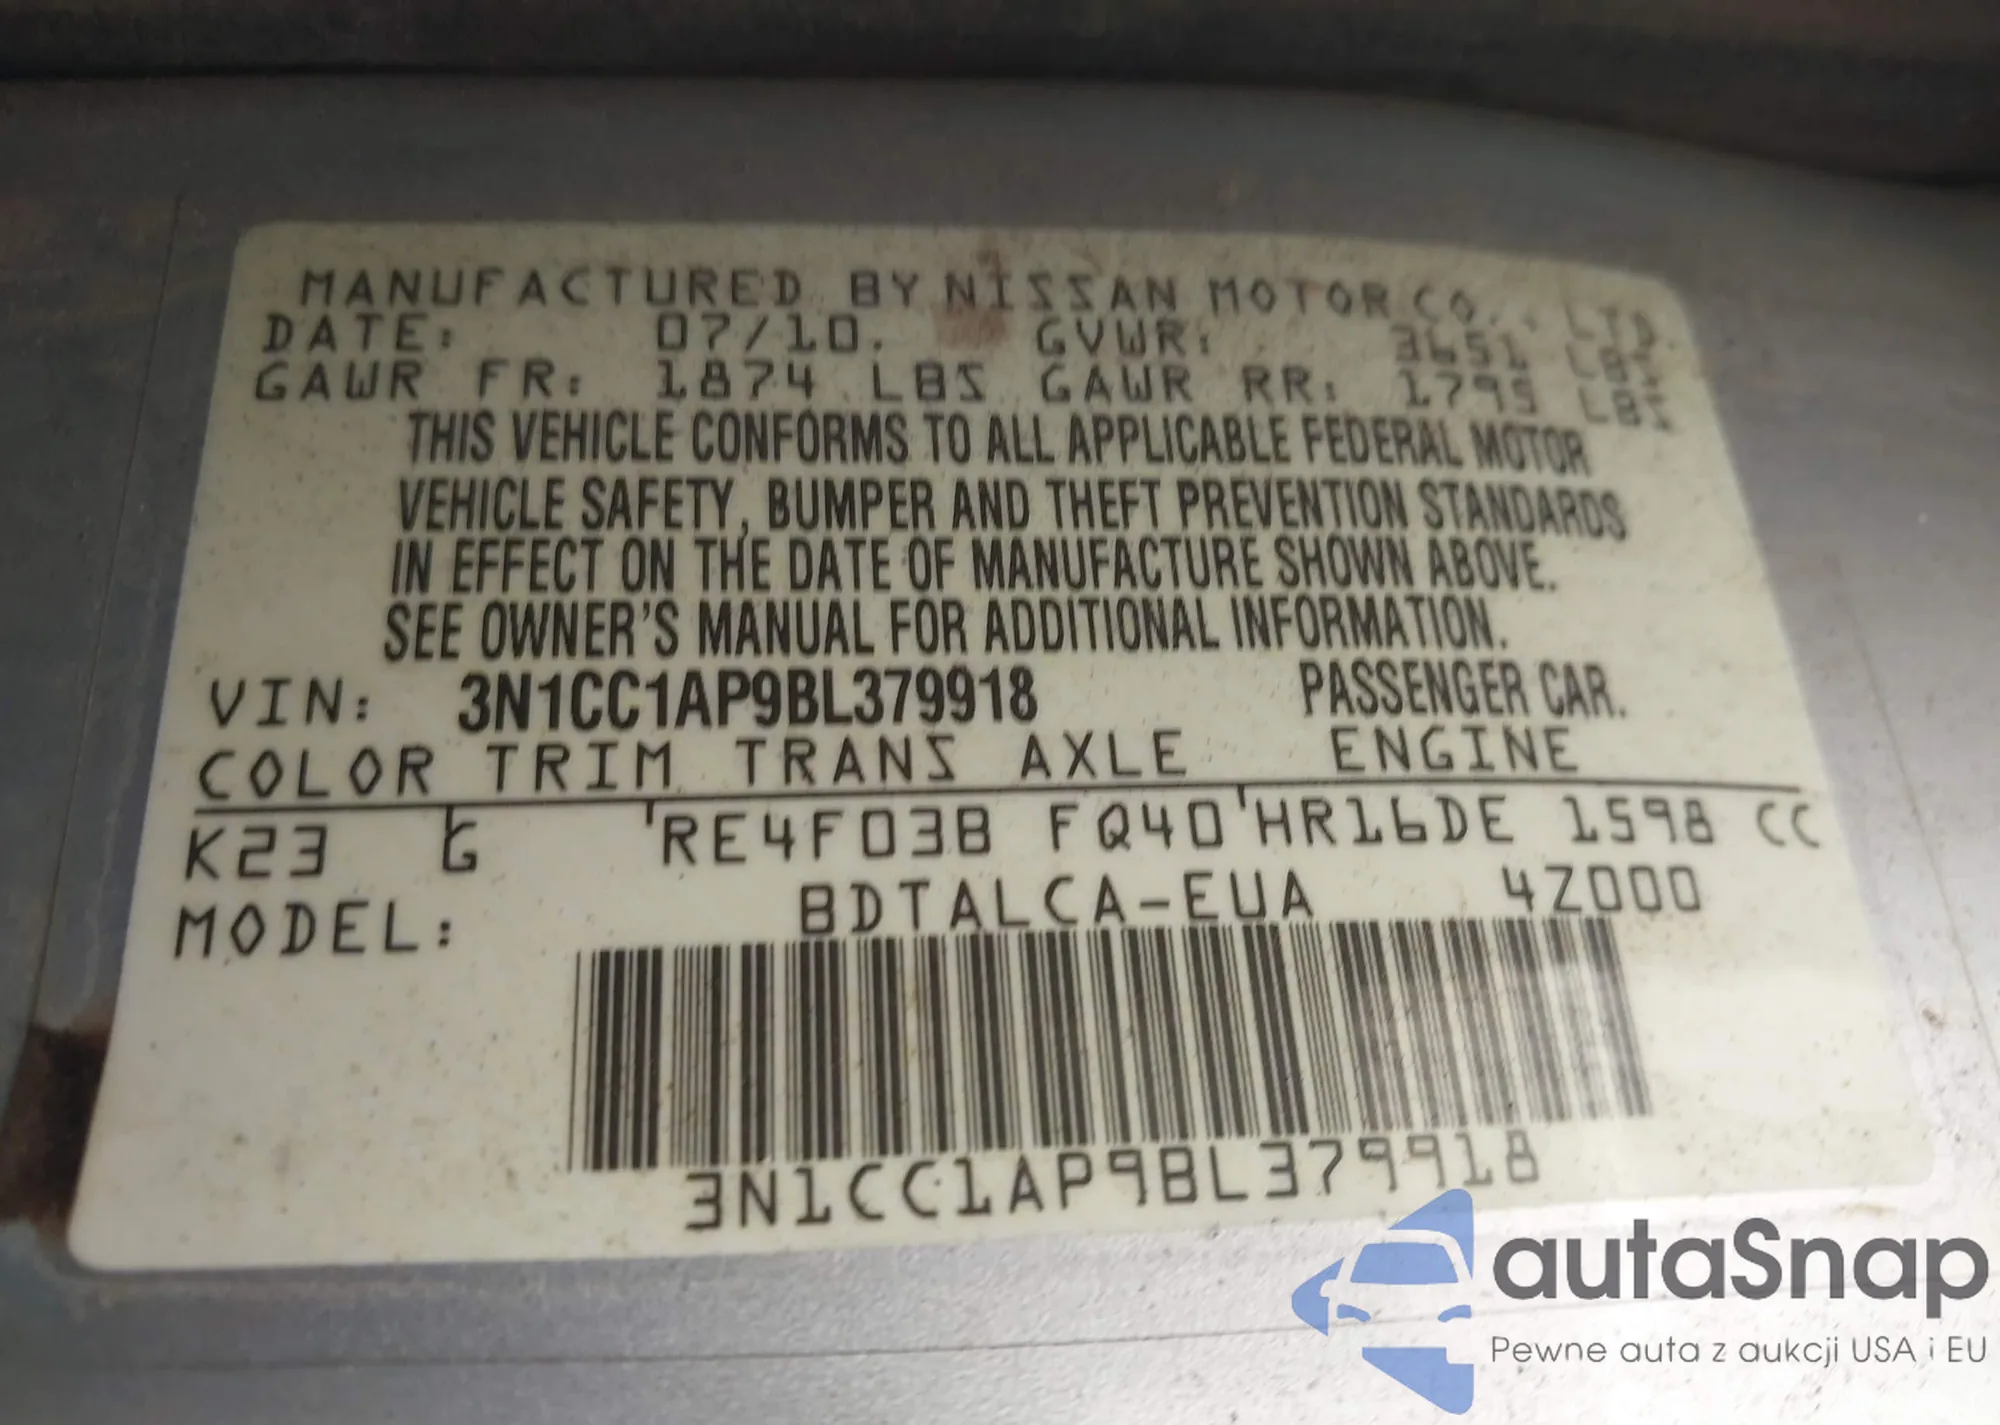 MANUFACTURED BY NISSAN MOTOR CO., LTD.
DATE: 07/10. GVWR: 3651 LBS
GAWR FR: 1874 LBS GAWR RR: 1795 LBS
THIS VEHICLE CONFORMS TO ALL APPLICABLE FEDERAL MOTOR
VEHICLE SAFETY, BUMPER AND THEFT PREVENTION STANDARDS
IN EFFECT ON THE DATE OF MANUFACTURE SHOWN ABOVE.
SEE OWNER'S MANUAL FOR ADDITIONAL INFORMATION.
VIN: 3N1CC1AP9BL379918 PASSENGER CAR.
COLOR TRIM TRANS AXLE ENGINE
K23 G RE4F03B FQ40 HR16DE 1598 CC
MODEL: BDTALCA-EUA 4Z000
3N1CC1AP9BL379918
autaSnap
Pewne auta z aukcji USA i EU